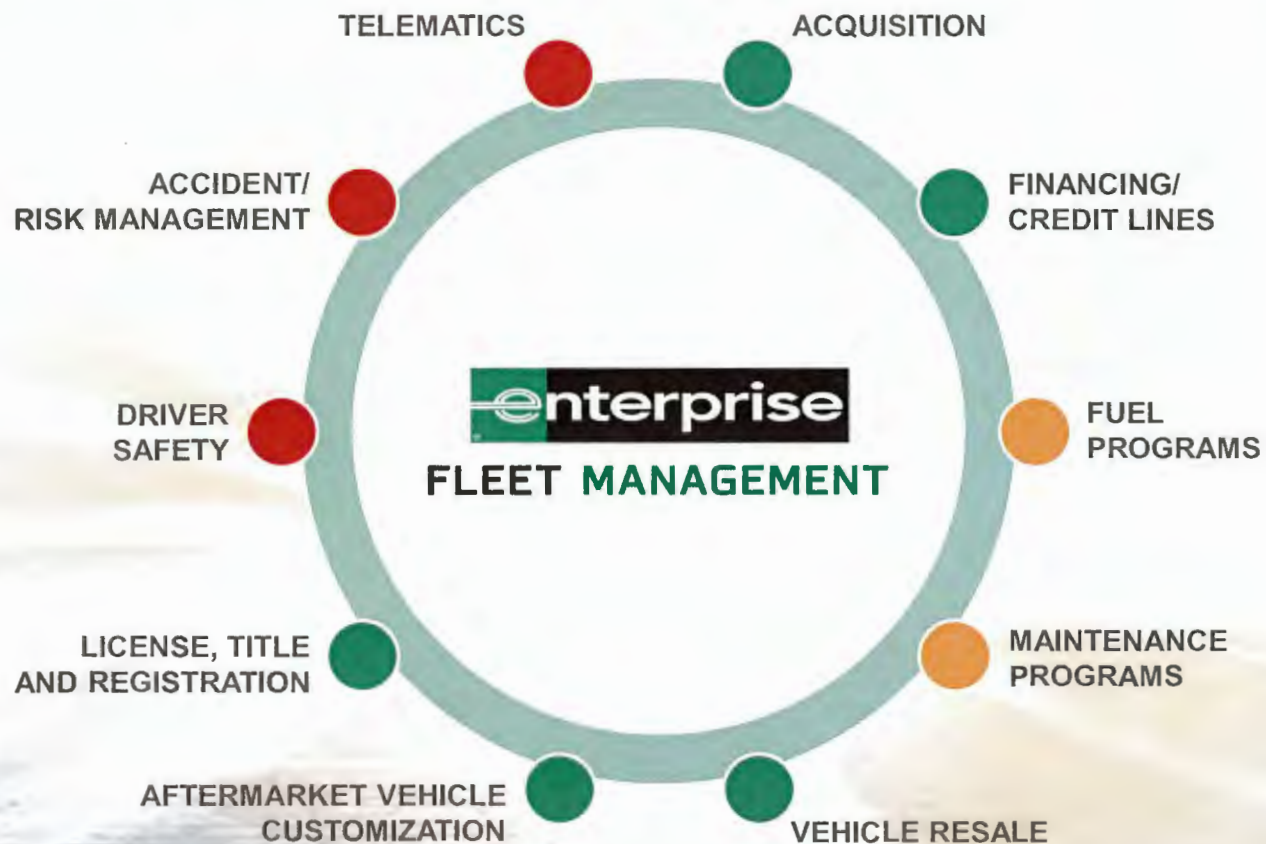 TELEMATICS
ACQUISITION
ACCIDENT/
RISK MANAGEMENT
FINANCING/
CREDIT LINES
enterprise
FLEET MANAGEMENT
DRIVER
SAFETY
FUEL
PROGRAMS
LICENSE, TITLE
AND REGISTRATION
MAINTENANCE
PROGRAMS
AFTERMARKET VEHICLE
CUSTOMIZATION
VEHICLE RESALE